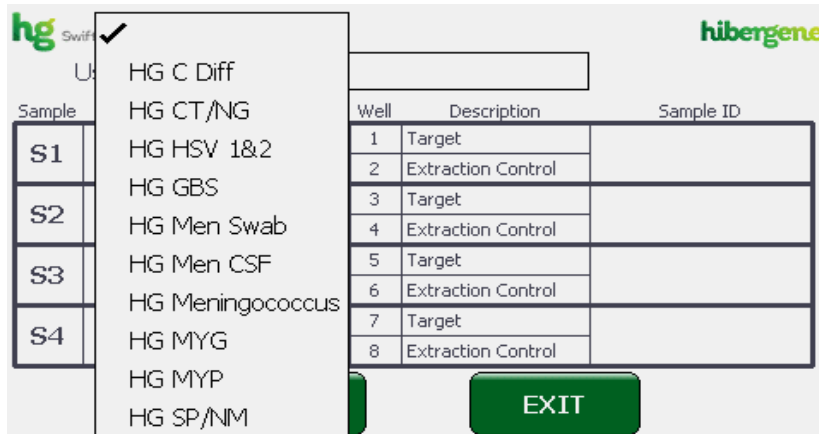 hg Swift
hibergene
HG C Diff
HG CT/NG
HG HSV 1&2
HG GBS
HG Men Swab
HG Men CSF
HG Meningococcus
HG MYG
HG MYP
HG SP/NM
Sample Well Description Sample ID
S1 1 Target
2 Extraction Control
S2 3 Target
4 Extraction Control
S3 5 Target
6 Extraction Control
S4 7 Target
8 Extraction Control
EXIT